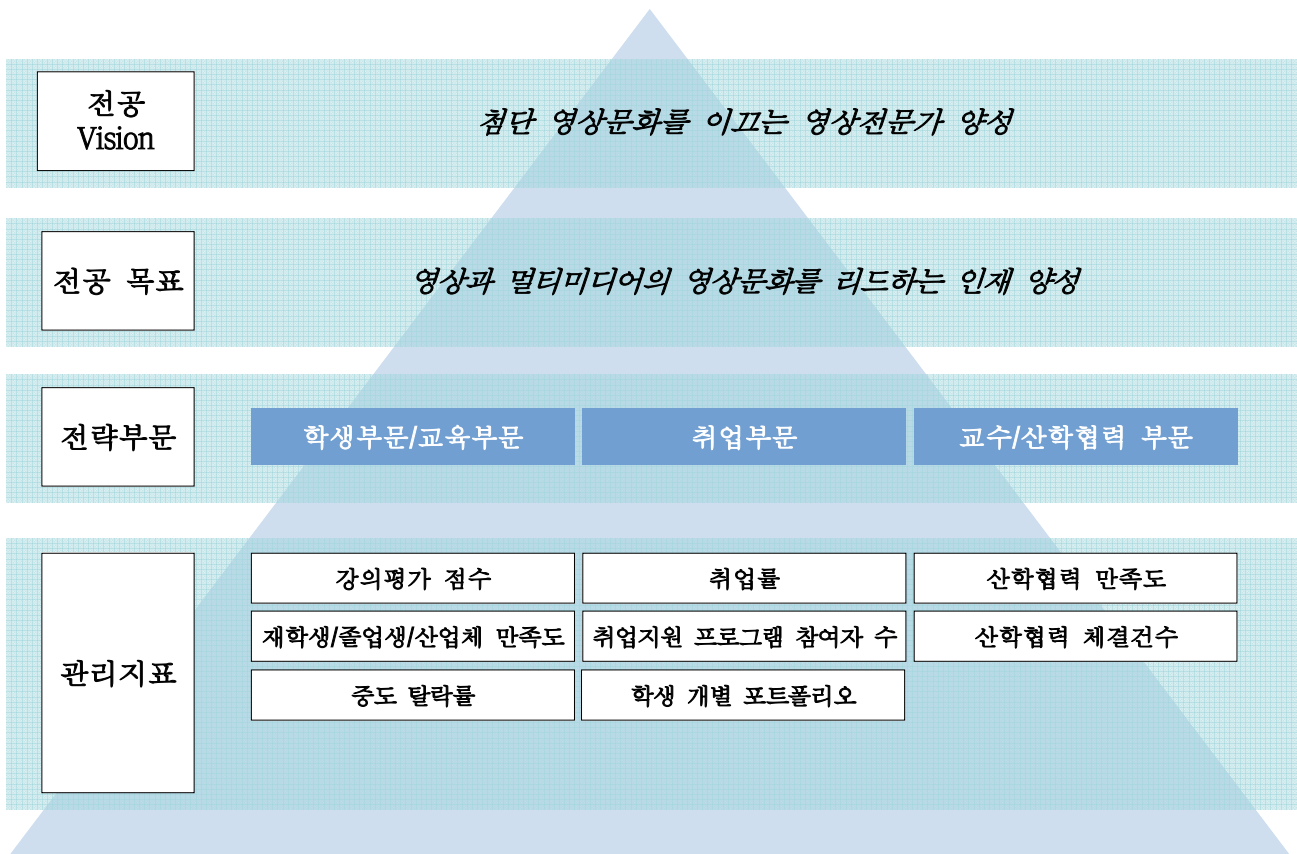 전공
Vision
첨단 영상문화를 이끄는 영상전문가 양성
전공 목표
영상과 멀티미디어의 영상문화를 리드하는 인재 양성
전략부문
학생부문/교육부문
취업부문
교수/산학협력 부문
관리지표
강의평가 점수
취업률
산학협력 만족도
재학생/졸업생/산업체 만족도
취업지원 프로그램 참여자 수
산학협력 체결건수
중도 탈락률
학생 개별 포트폴리오